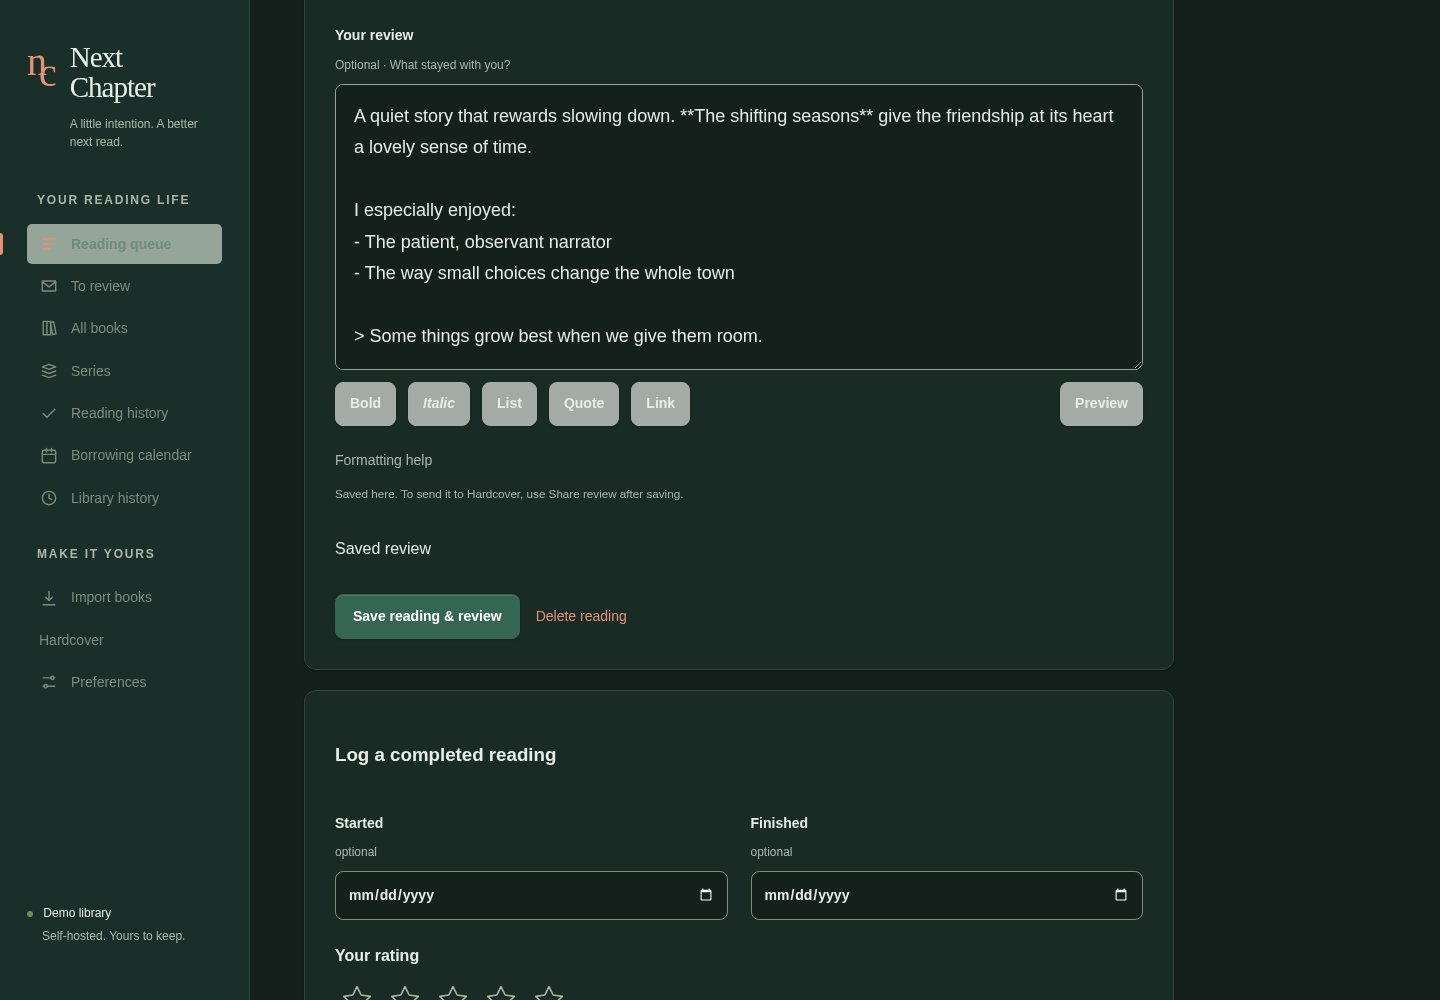 nc
Next
Chapter
A little intention. A better
next read.
YOUR READING LIFE
Reading queue
To review
All books
Series
Reading history
Borrowing calendar
Library history
MAKE IT YOURS
Import books
Hardcover
Preferences
Demo library
Self-hosted. Yours to keep.
Your review
Optional · What stayed with you?
A quiet story that rewards slowing down. **The shifting seasons** give the friendship at its heart
a lovely sense of time.
I especially enjoyed:
- The patient, observant narrator
- The way small choices change the whole town
> Some things grow best when we give them room.
Bold Italic List Quote Link Preview
Formatting help
Saved here. To send it to Hardcover, use Share review after saving.
Saved review
Save reading & review Delete reading
Log a completed reading
Started Finished
optional optional
mm/dd/yyyy mm/dd/yyyy
Your rating